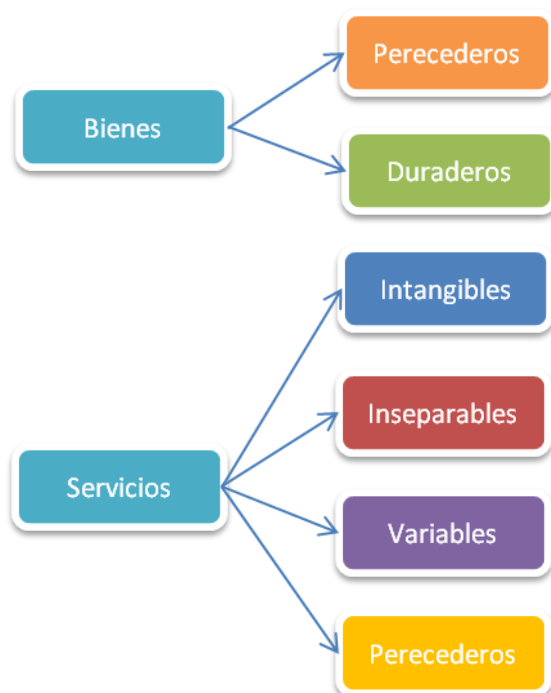 Bienes
Perecederos
Duraderos
Servicios
Intangibles
Inseparables
Variables
Perecederos